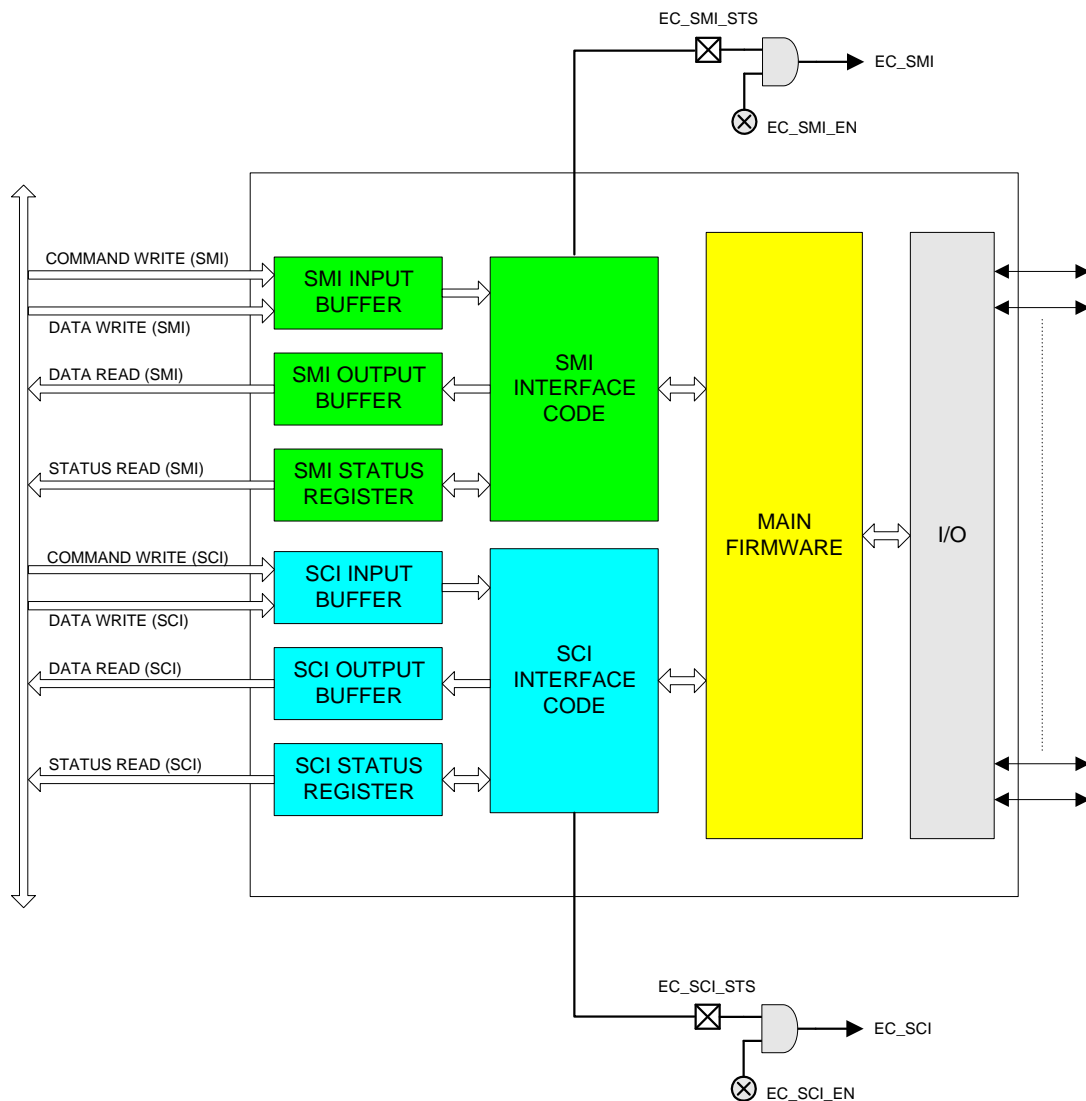 EC_SMI_STS
EC_SMI
EC_SMI_EN
COMMAND WRITE (SMI)
DATA WRITE (SMI)
DATA READ (SMI)
STATUS READ (SMI)
COMMAND WRITE (SCI)
DATA WRITE (SCI)
DATA READ (SCI)
STATUS READ (SCI)
SMI INPUT
BUFFER
SMI OUTPUT
BUFFER
SMI STATUS
REGISTER
SCI INPUT
BUFFER
SCI OUTPUT
BUFFER
SCI STATUS
REGISTER
SMI
INTERFACE
CODE
SCI
INTERFACE
CODE
MAIN
FIRMWARE
I/O
EC_SCI_STS
EC_SCI
EC_SCI_EN